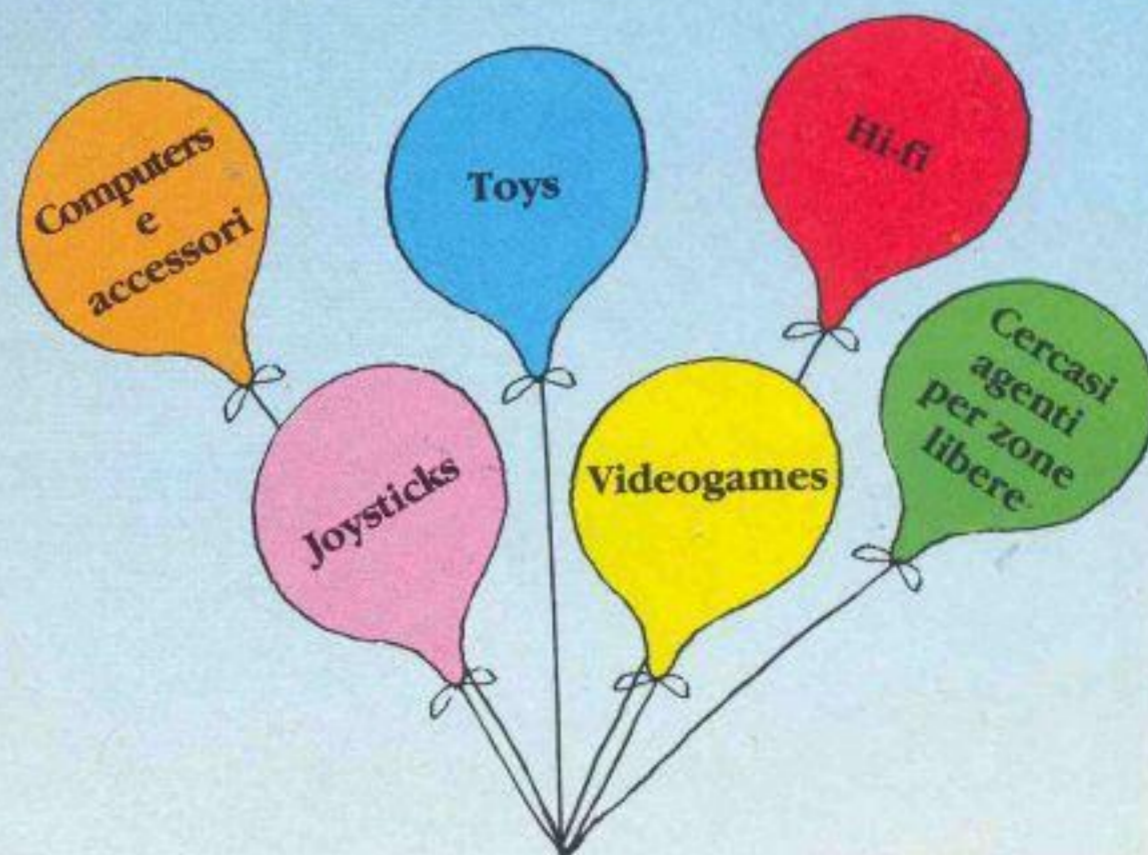 Computers
e
accessori
Toys
Hi-fi
Joysticks
Videogames
Cercasi
agenti
per zone
libere